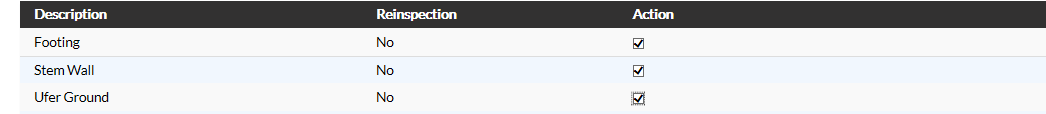 Description Reinspection Action
Footing No
Stem Wall No
Ufer Ground No